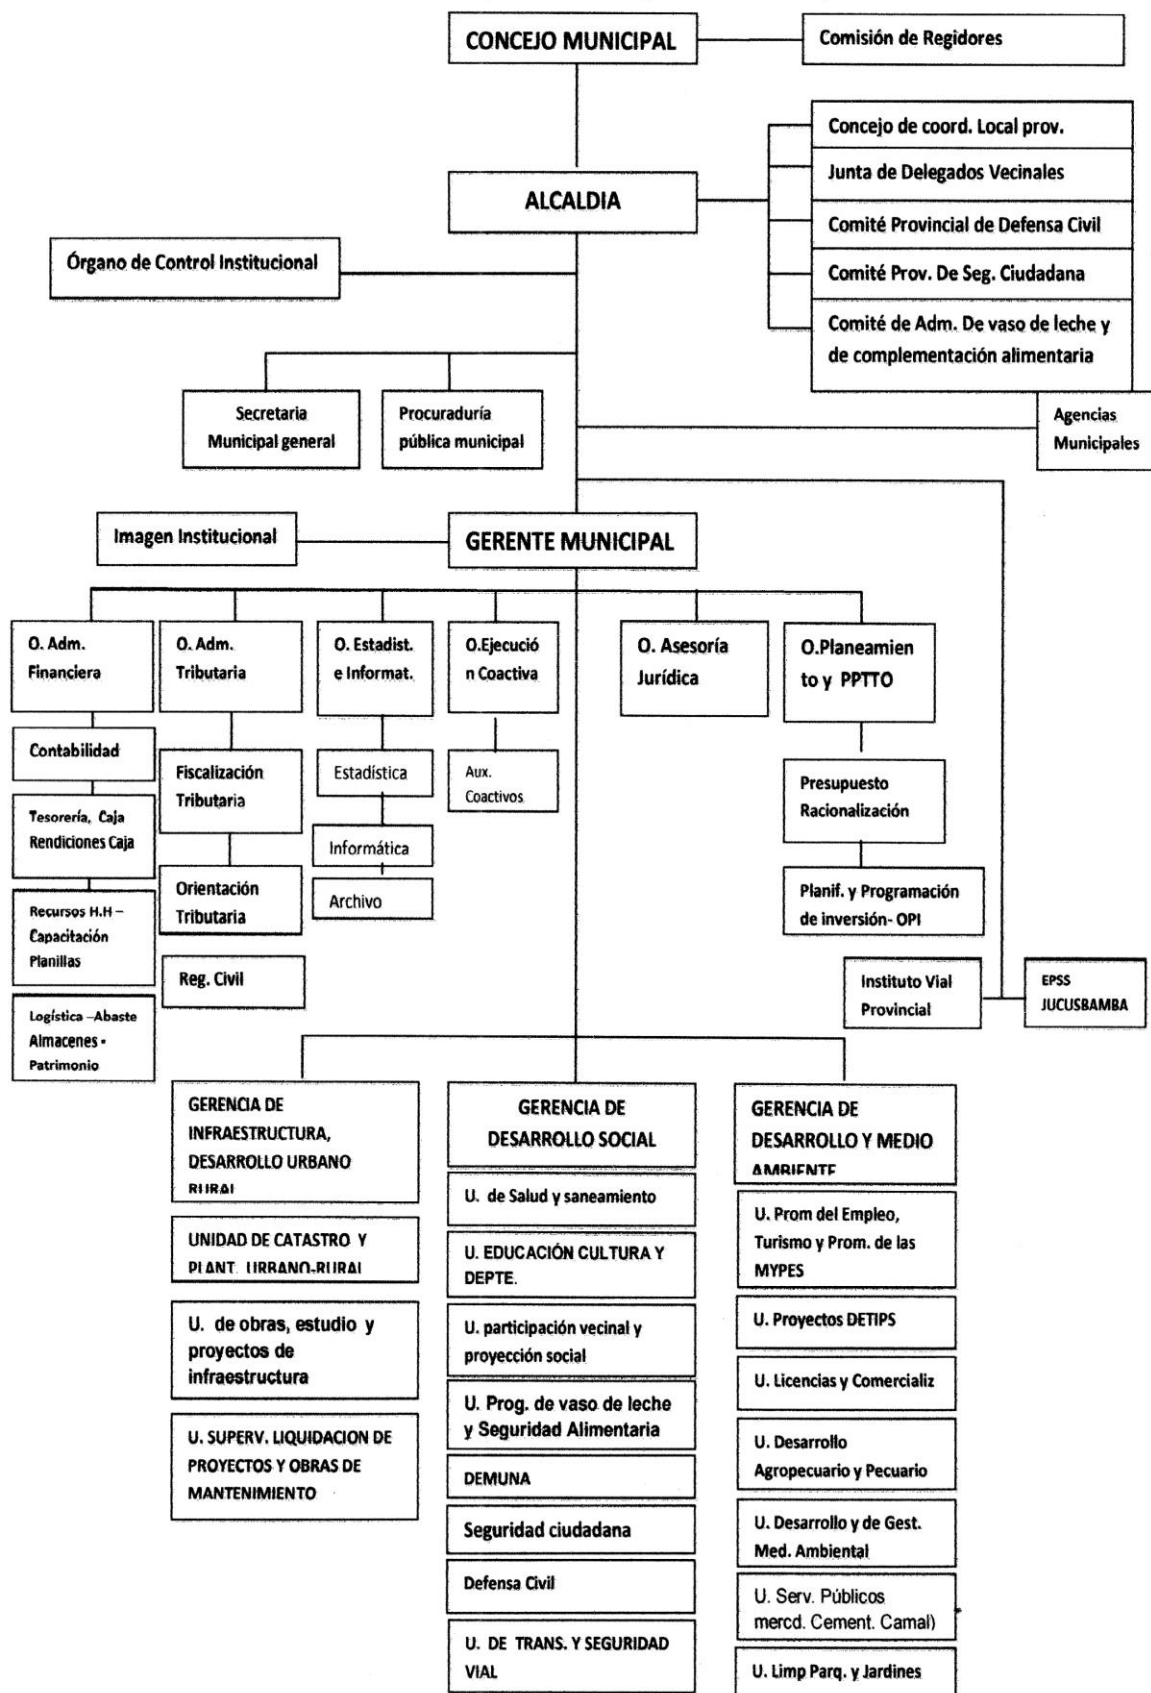 CONCEJO MUNICIPAL
Comisión de Regidores
Concejo de coord. Local prov.
Junta de Delegados Vecinales
ALCALDIA
Comité Provincial de Defensa Civil
Órgano de Control Institucional
Comité Prov. De Seg. Ciudadana
Comité de Adm. De vaso de leche y
de complementación alimentaria
Secretaria
Municipal general
Procuraduría
pública municipal
Agencias
Municipales
Imagen Institucional
GERENTE MUNICIPAL
O. Adm.
Financiera
O. Adm.
Tributaria
O. Estadist.
e Informat.
O.Ejecució
n Coactiva
O. Asesoría
Jurídica
O.Planeamien
to y PPTTO
Contabilidad
Tesorería, Caja
Rendiciones Caja
Recursos H.H –
Capacitación
Planillas
Logística –Abaste
Almacenes -
Patrimonio
Fiscalización
Tributaria
Orientación
Tributaria
Reg. Civil
Estadística
Informática
Archivo
Aux.
Coactivos
Presupuesto
Racionalización
Planif. y Programación
de inversión- OPI
Instituto Vial
Provincial
EPSS
JUCUSBAMBA
GERENCIA DE
INFRAESTRUCTURA,
DESARROLLO URBANO
RURAL
UNIDAD DE CATASTRO Y
PLANT. URBANO-RURAL
U. de obras, estudio y
proyectos de
infraestructura
U. SUPERV. LIQUIDACION DE
PROYECTOS Y OBRAS DE
MANTENIMIENTO
GERENCIA DE
DESARROLLO SOCIAL
U. de Salud y saneamiento
U. EDUCACIÓN CULTURA Y
DEPTE.
U. participación vecinal y
proyección social
U. Prog. de vaso de leche
y Seguridad Alimentaria
DEMUNA
Seguridad ciudadana
Defensa Civil
U. DE TRANS. Y SEGURIDAD
VIAL
GERENCIA DE
DESARROLLO Y MEDIO
AMBIENTE
U. Prom del Empleo,
Turismo y Prom. de las
MYPES
U. Proyectos DETIPS
U. Licencias y Comercializ
U. Desarrollo
Agropecuario y Pecuario
U. Desarrollo y de Gest.
Med. Ambiental
U. Serv. Públicos
mercd. Cement. Camal)
U. Limp Parq. y Jardines